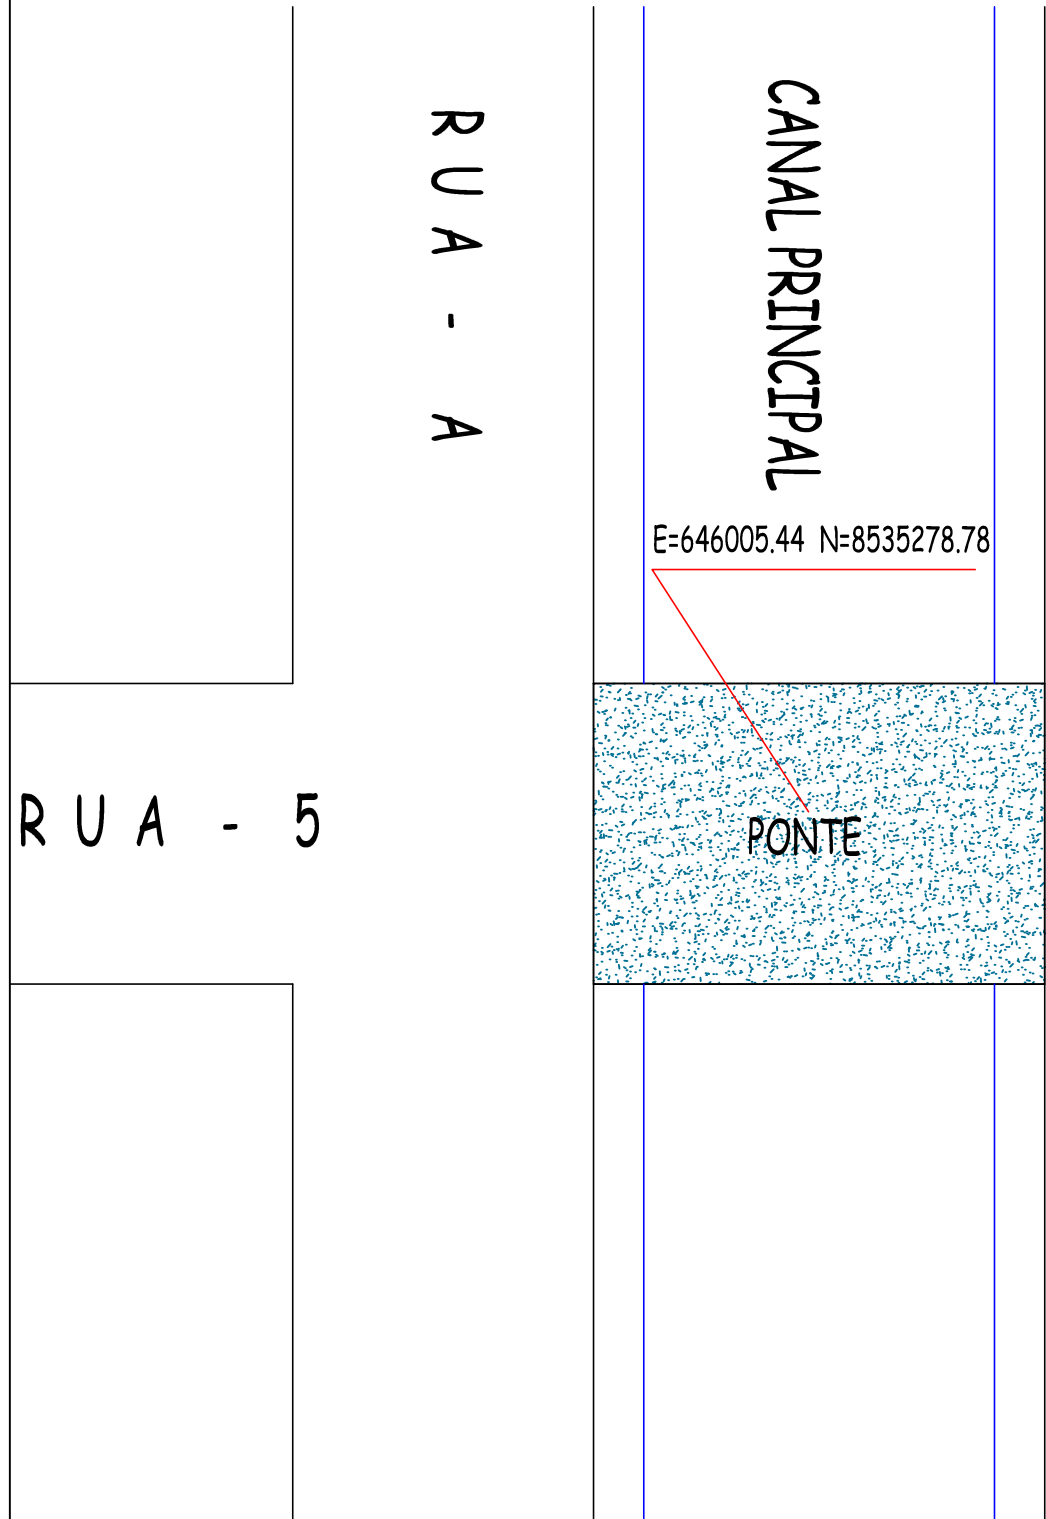 RUA - A
CANAL PRINCIPAL
E=646005.44 N=8535278.78
RUA - 5
PONTE